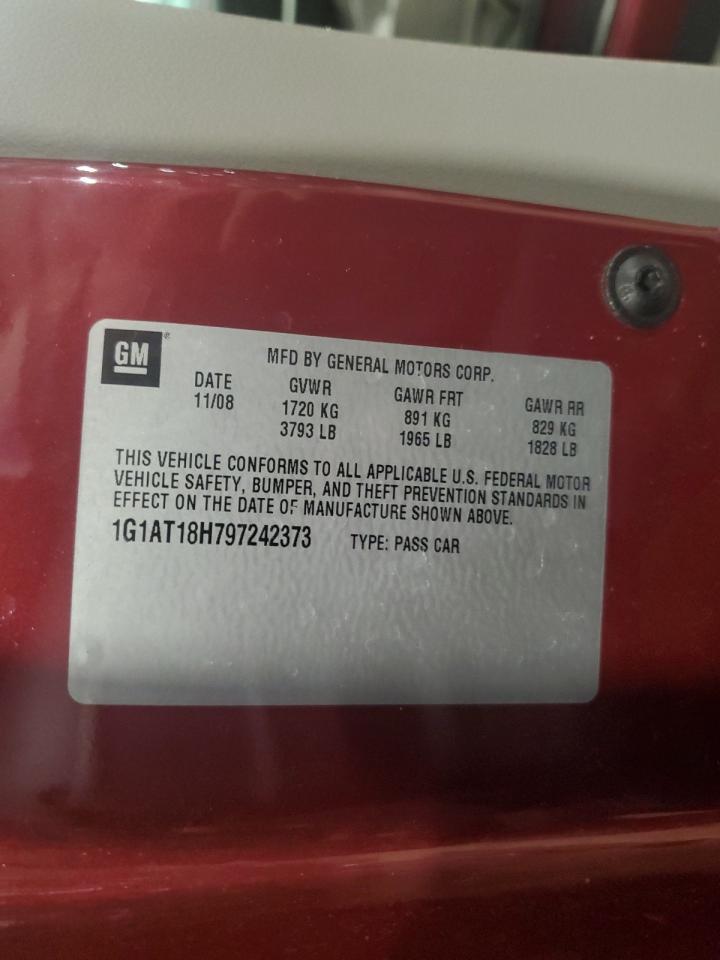 GM
MFD BY GENERAL MOTORS CORP.
DATE GVWR GAWR FRT GAWR RR
11/08 1720 KG 891 KG 829 KG
3793 LB 1965 LB 1828 LB
THIS VEHICLE CONFORMS TO ALL APPLICABLE U.S. FEDERAL MOTOR
VEHICLE SAFETY, BUMPER, AND THEFT PREVENTION STANDARDS IN
EFFECT ON THE DATE OF MANUFACTURE SHOWN ABOVE.
1G1AT18H797242373 TYPE: PASS CAR